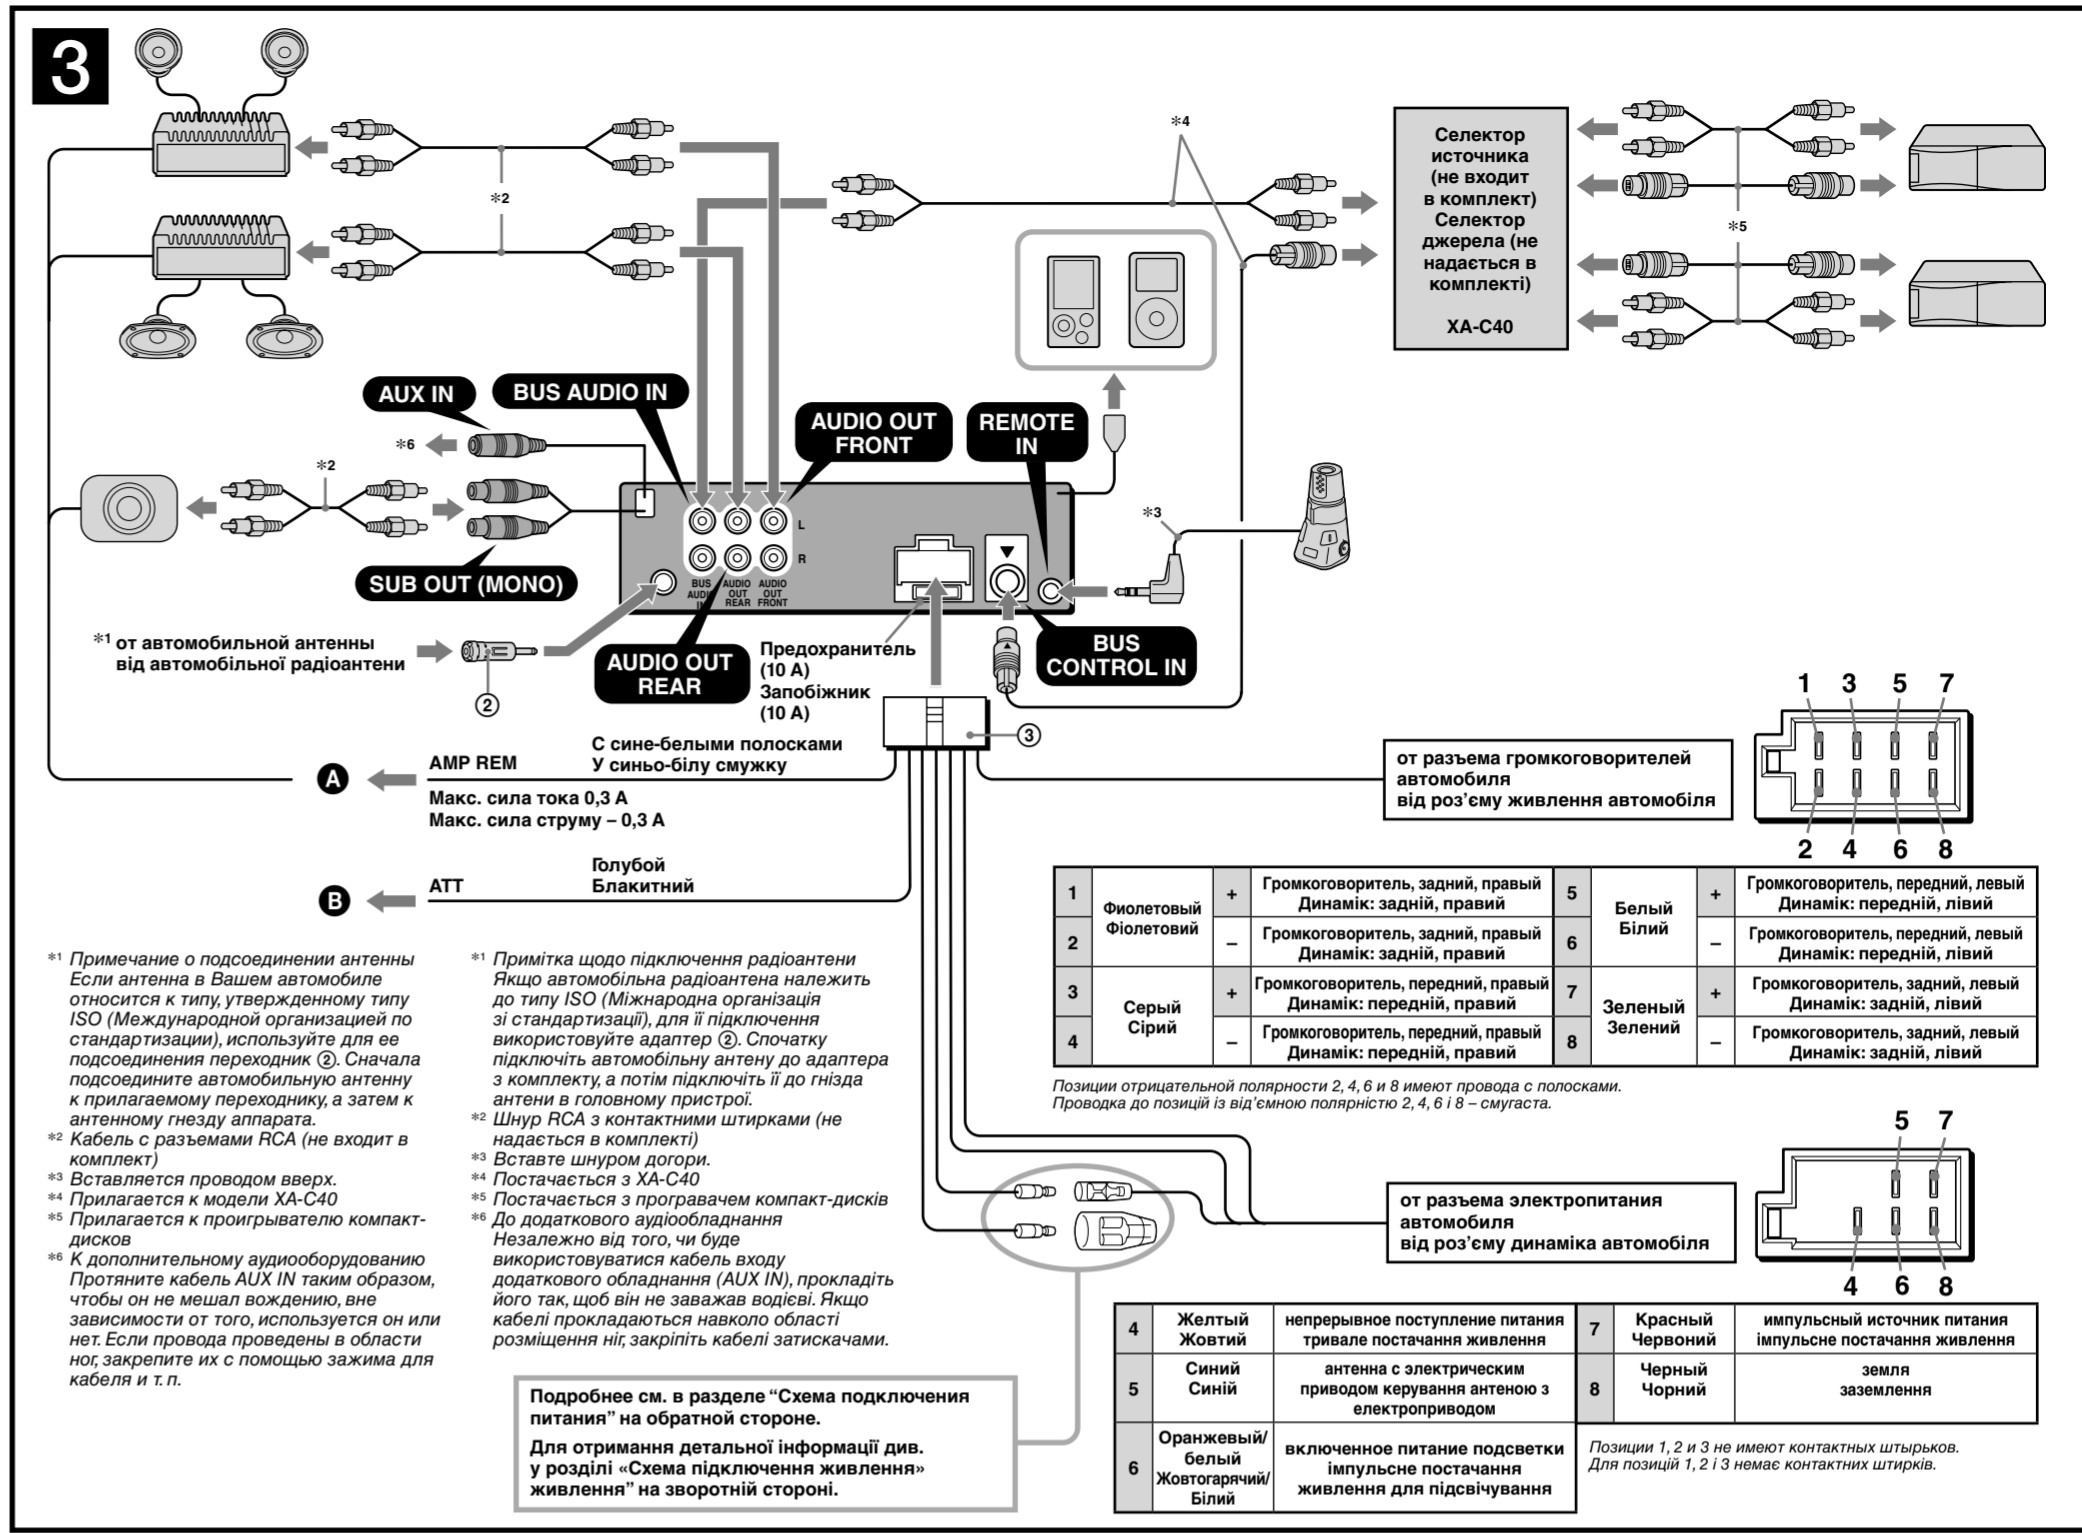 3
*4
*2
Селектор
источника
(не входит
в комплект)
Селектор
джерела (не
надається в
комплекті)
XA-C40
*5
AUX IN
BUS AUDIO IN
AUDIO OUT
FRONT
REMOTE
IN
*6
*2
*3
L
R
BUS
AUDIO
IN
AUDIO
OUT
REAR
AUDIO
OUT
FRONT
SUB OUT (MONO)
*1 от автомобильной антенны
від автомобільної радіоантени
②
AUDIO OUT
REAR
Предохранитель
(10 A)
Запобіжник
(10 A)
BUS
CONTROL IN
③
A
AMP REM
С сине-белыми полосками
У синьо-білу смужку
Макс. сила тока 0,3 A
Макс. сила струму – 0,3 A
B
ATT
Голубой
Блакитний
от разъема громкоговорителей
автомобиля
від роз’єму живлення автомобіля
1 3 5 7
2 4 6 8
1 Фиолетовый Фіолетовий + Громкоговоритель, задний, правый
Динамік: задній, правий
2 – Громкоговоритель, задний, правый
Динамік: задній, правий
3 Серый Сірий + Громкоговоритель, передний, правый
Динамік: передній, правий
4 – Громкоговоритель, передний, правый
Динамік: передній, правий
5 Белый Білий + Громкоговоритель, передний, левый
Динамік: передній, лівий
6 – Громкоговоритель, передний, левый
Динамік: передній, лівий
7 Зеленый Зелений + Громкоговоритель, задний, левый
Динамік: задній, лівий
8 – Громкоговоритель, задний, левый
Динамік: задній, лівий
Позиции отрицательной полярности 2, 4, 6 и 8 имеют провода с полосками.
Проводка до позицій із від’ємною полярністю 2, 4, 6 і 8 – смугаста.
*1 Примечание о подсоединении антенны
Если антенна в Вашем автомобиле
относится к типу, утвержденному типу
ISO (Международной организацией по
стандартизации), используйте для ее
подсоединения переходник ②. Сначала
подсоедините автомобильную антенну
к прилагаемому переходнику, а затем к
антенному гнезду аппарата.
*2 Кабель с разъемами RCA (не входит в
комплект)
*3 Вставляется проводом вверх.
*4 Прилагается к модели XA-C40
*5 Прилагается к проигрывателю компакт-
дисков
*6 К дополнительному аудиооборудованию
Протяните кабель AUX IN таким образом,
чтобы он не мешал вождению, вне
зависимости от того, используется он или
нет. Если провода проведены в области
ног, закрепите их с помощью зажима для
кабеля и т. п.
*1 Примітка щодо підключення радіоантени
Якщо автомобільна радіоантена належить
до типу ISO (Міжнародна організація
зі стандартизації), для її підключення
використовуйте адаптер ②. Спочатку
підключіть автомобільну антену до адаптера
з комплекту, а потім підключіть її до гнізда
антени в головному пристрої.
*2 Шнур RCA з контактними штирками (не
надається в комплекті)
*3 Вставте шнуром догори.
*4 Постачається з XA-C40
*5 Постачається з програвачем компакт-дисків
*6 До додаткового аудіообладнання
Незалежно від того, чи буде
використовуватися кабель входу
додаткового обладнання (AUX IN), прокладіть
його так, щоб він не заважав водієві. Якщо
кабелі прокладаються навколо області
розміщення ніг, закріпіть кабелі затискачами.
Подробнее см. в разделе “Схема подключения
питания” на обратной стороне.
Для отримання детальної інформації див.
у розділі «Схема підключення живлення»
живлення” на зворотній стороні.
от разъема электропитания
автомобиля
від роз’єму динаміка автомобіля
5 7
4 6 8
4 Желтый Жовтий непрерывное поступление питания
тривале постачання живлення
5 Синий Синій антенна с электрическим
приводом керування антеною з
електроприводом
6 Оранжевый/ белый Жовтогарячий/ Білий включенное питание подсветки
імпульсне постачання
живлення для підсвічування
7 Красный Червоний импульсный источник питания
імпульсне постачання живлення
8 Черный Чорний земля
заземлення
Позиции 1, 2 и 3 не имеют контактных штырьков.
Для позицій 1, 2 і 3 немає контактних штирків.